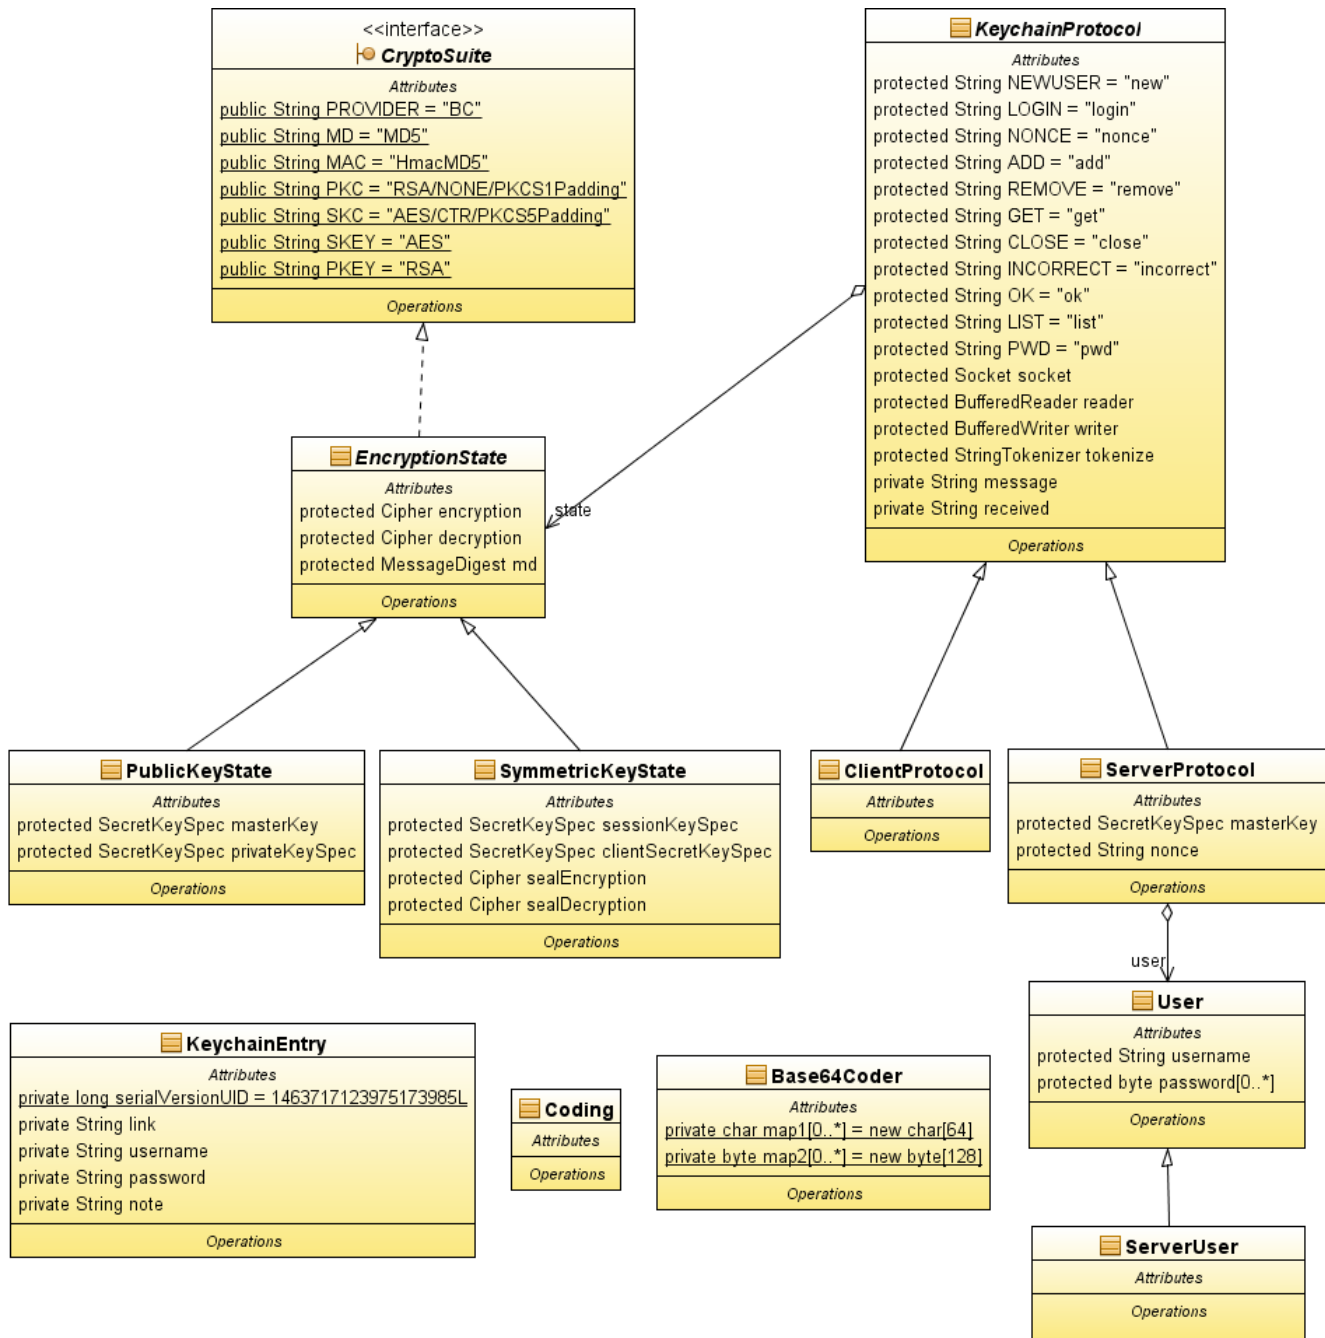 <<interface>>
CryptoSuite
Attributes
public String PROVIDER = "BC"
public String MD = "MD5"
public String MAC = "HmacMD5"
public String PKC = "RSA/NONE/PKCS1Padding"
public String SKC = "AES/CTR/PKCS5Padding"
public String SKEY = "AES"
public String PKEY = "RSA"
Operations
KeychainProtocol
Attributes
protected String NEWUSER = "new"
protected String LOGIN = "login"
protected String NONCE = "nonce"
protected String ADD = "add"
protected String REMOVE = "remove"
protected String GET = "get"
protected String CLOSE = "close"
protected String INCORRECT = "incorrect"
protected String OK = "ok"
protected String LIST = "list"
protected String PWD = "pwd"
protected Socket socket
protected BufferedReader reader
protected BufferedWriter writer
protected StringTokenizer tokenize
private String message
private String received
Operations
EncryptionState
Attributes
protected Cipher encryption
protected Cipher decryption
protected MessageDigest md
Operations
state
PublicKeyState
Attributes
protected SecretKeySpec masterKey
protected SecretKeySpec privateKeySpec
Operations
SymmetricKeyState
Attributes
protected SecretKeySpec sessionKeySpec
protected SecretKeySpec clientSecretKeySpec
protected Cipher sealEncryption
protected Cipher sealDecryption
Operations
ClientProtocol
Attributes
Operations
ServerProtocol
Attributes
protected SecretKeySpec masterKey
protected String nonce
Operations
user
User
Attributes
protected String username
protected byte password[0..*]
Operations
KeychainEntry
Attributes
private long serialVersionUID = 1463717123975173985L
private String link
private String username
private String password
private String note
Operations
Coding
Attributes
Operations
Base64Coder
Attributes
private char map1[0..*] = new char[64]
private byte map2[0..*] = new byte[128]
Operations
ServerUser
Attributes
Operations